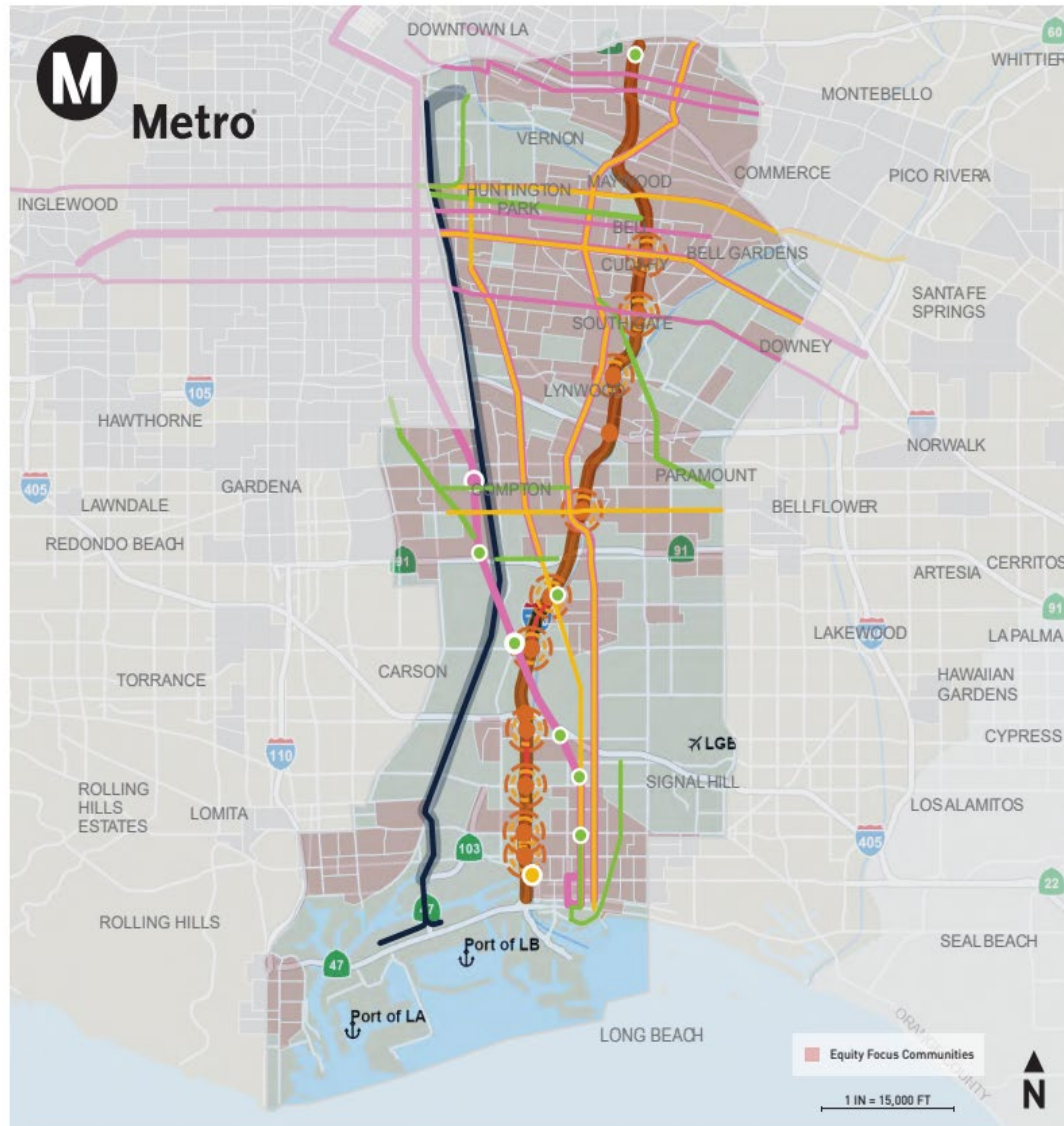 DOWNTOWN LA
60
WHITTIER
M
Metro
MONTEBELLO
VERNON
COMMERCE
PICO RIVERA
MAYWOOD
INGLEWOOD
HUNTINGTON
PARK
BELL
BELL GARDENS
CUDAHY
SANTA FE
SPRINGS
SOUTH GATE
DOWNEY
LYNWOOD
105
HAWTHORNE
NORWALK
405
GARDENA
PARAMOUNT
COMPTON
LAWNDALE
BELLFLOWER
REDONDO BEACH
91
91
ARTESIA
CERRITOS
91
LAKEWOOD
LA PALMA
CARSON
TORRANCE
HAWAIIAN
GARDENS
CYPRESS
LGB
110
SIGNAL HILL
ROLLING
HILLS
ESTATES
LOMITA
LOS ALAMITOS
405
103
22
ROLLING HILLS
47
SEAL BEACH
Port of LB
47
Port of LA
LONG BEACH
ORANGE COUNTY
Equity Focus Communities
1 IN = 15,000 FT
N